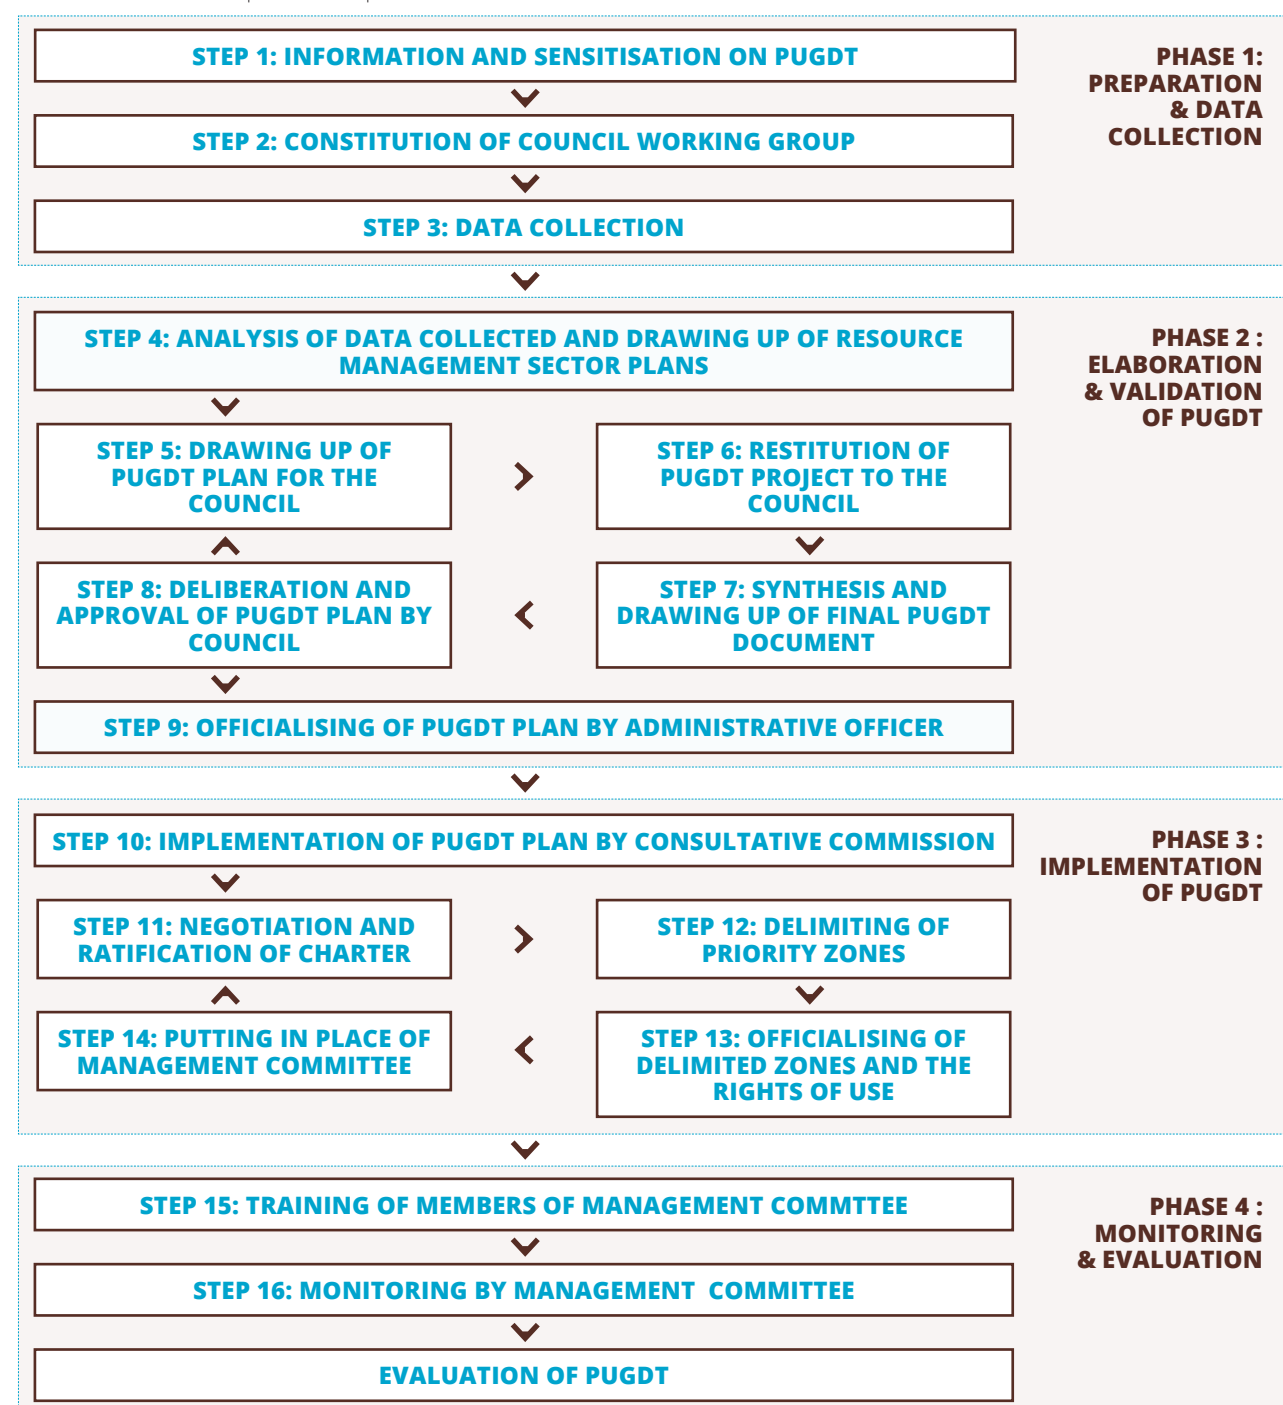 STEP 1: INFORMATION AND SENSITISATION ON PUGDT
PHASE 1:
PREPARATION
& DATA
COLLECTION
STEP 2: CONSTITUTION OF COUNCIL WORKING GROUP
STEP 3: DATA COLLECTION
STEP 4: ANALYSIS OF DATA COLLECTED AND DRAWING UP OF RESOURCE
MANAGEMENT SECTOR PLANS
PHASE 2 :
ELABORATION
& VALIDATION
OF PUGDT
STEP 5: DRAWING UP OF
PUGDT PLAN FOR THE
COUNCIL
STEP 6: RESTITUTION OF
PUGDT PROJECT TO THE
COUNCIL
STEP 8: DELIBERATION AND
APPROVAL OF PUGDT PLAN BY
COUNCIL
STEP 7: SYNTHESIS AND
DRAWING UP OF FINAL PUGDT
DOCUMENT
STEP 9: OFFICIALISING OF PUGDT PLAN BY ADMINISTRATIVE OFFICER
STEP 10: IMPLEMENTATION OF PUGDT PLAN BY CONSULTATIVE COMMISSION
PHASE 3 :
IMPLEMENTATION
OF PUGDT
STEP 11: NEGOTIATION AND
RATIFICATION OF CHARTER
STEP 12: DELIMITING OF
PRIORITY ZONES
STEP 14: PUTTING IN PLACE OF
MANAGEMENT COMMITTEE
STEP 13: OFFICIALISING OF
DELIMITED ZONES AND THE
RIGHTS OF USE
STEP 15: TRAINING OF MEMBERS OF MANAGEMENT COMMTTEE
PHASE 4 :
MONITORING
& EVALUATION
STEP 16: MONITORING BY MANAGEMENT  COMMITTEE
EVALUATION OF PUGDT